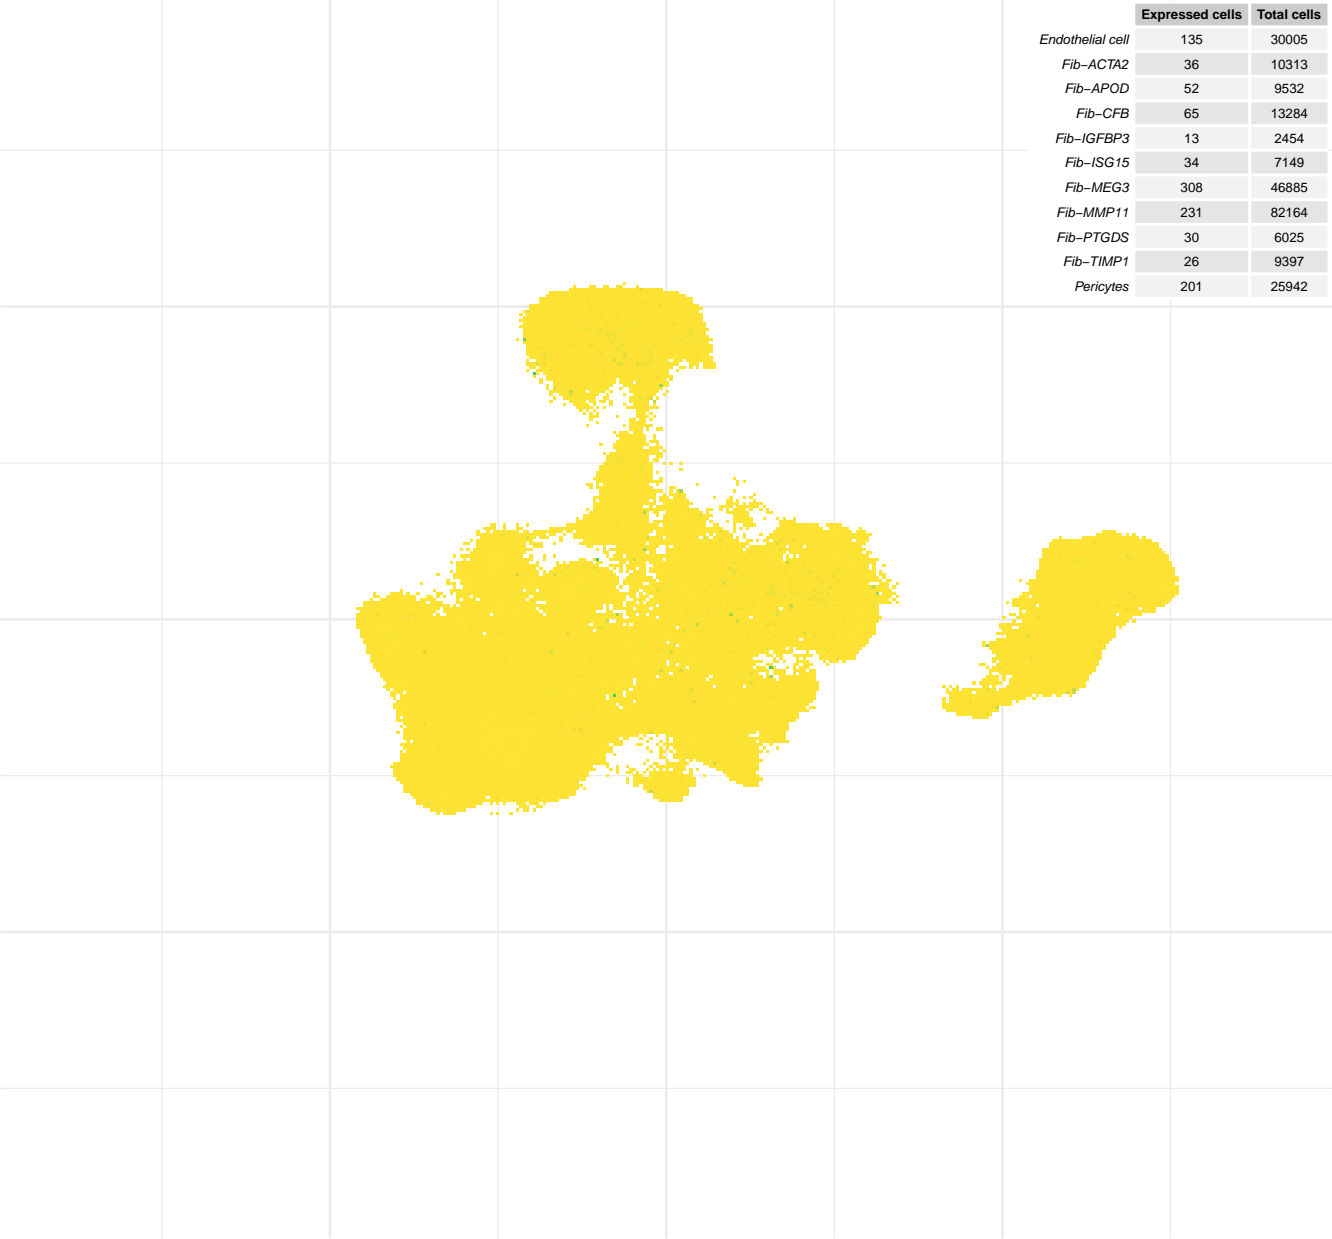 Expressed cells Total cells
Endothelial cell 135 30005
Fib−ACTA2 36 10313
Fib−APOD 52 9532
Fib−CFB 65 13284
Fib−IGFBP3 13 2454
Fib−ISG15 34 7149
Fib−MEG3 308 46885
Fib−MMP11 231 82164
Fib−PTGDS 30 6025
Fib−TIMP1 26 9397
Pericytes 201 25942